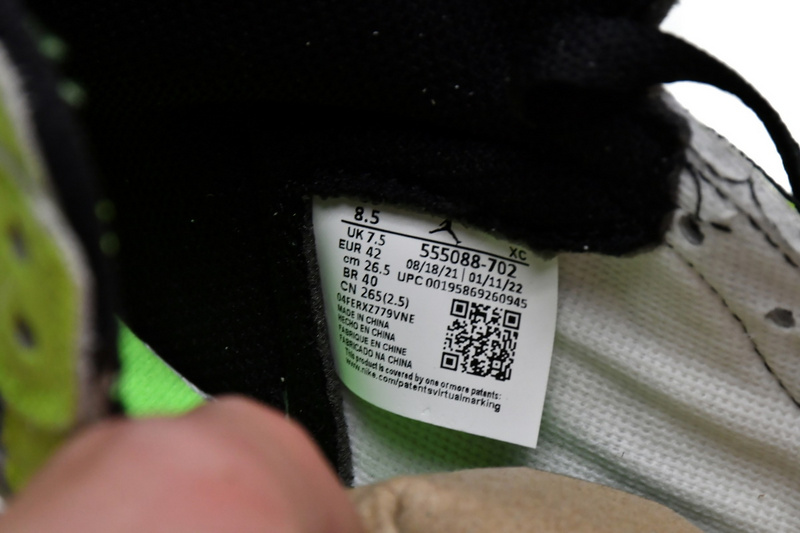 8.5
UK 7.5
EUR 42
cm 26.5
BR 40
CN 265(2.5)
XC
555088-702
08/18/21 | 01/11/22
UPC 00195869260945
04FERXZ779VNE
MADE IN CHINA
HECHO EN CHINA
FABRIQUE EN CHINE
FABRICADO NA CHINA
This product is covered by one or more patents:
www.nike.com/patentsvirtualmarking